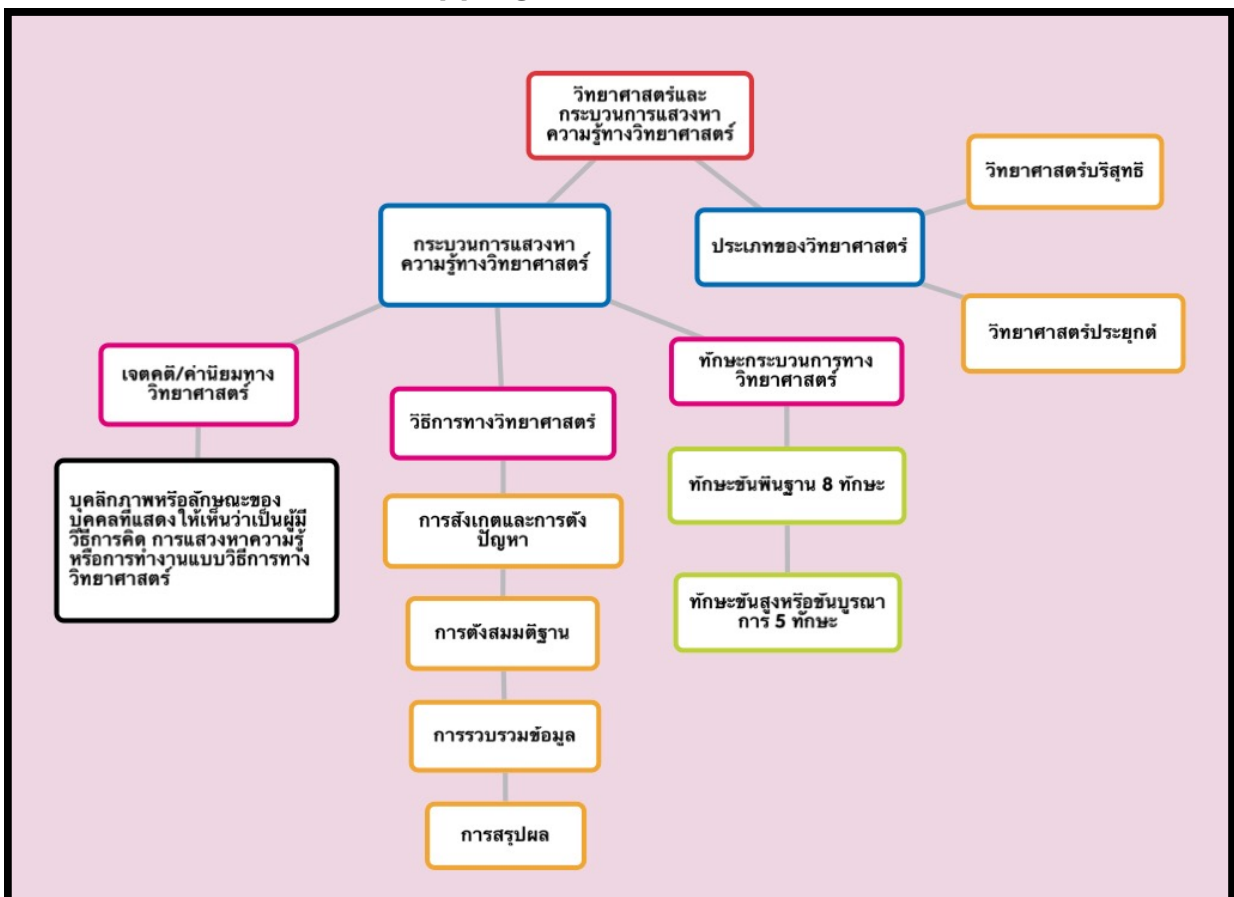 วิทยาศาสตร์และ
กระบวนการแสวงหา
ความรู้ทางวิทยาศาสตร์
วิทยาศาสตร์บริสุทธิ
กระบวนการแสวงหา
ความรู้ทางวิทยาศาสตร์
ประเภทของวิทยาศาสตร์
วิทยาศาสตร์ประยุกต์
เจตคติ/ค่านิยมทาง
วิทยาศาสตร์
วิธีการทางวิทยาศาสตร์
ทักษะกระบวนการทาง
วิทยาศาสตร์
บุคลิกภาพหรือลักษณะของ
บุคคลที่แสดงให้เห็นว่าเป็นผู้มี
วิธีการคิด การแสวงหาความรู้
หรือการทำงานแบบวิธีการทาง
วิทยาศาสตร์
การสังเกตและการตัง
ปัญหา
การตังสมมติฐาน
การรวบรวมข้อมูล
การสรุปผล
ทักษะขันพืนฐาน 8 ทักษะ
ทักษะขันสูงหรือขันบูรณา
การ 5 ทักษะ